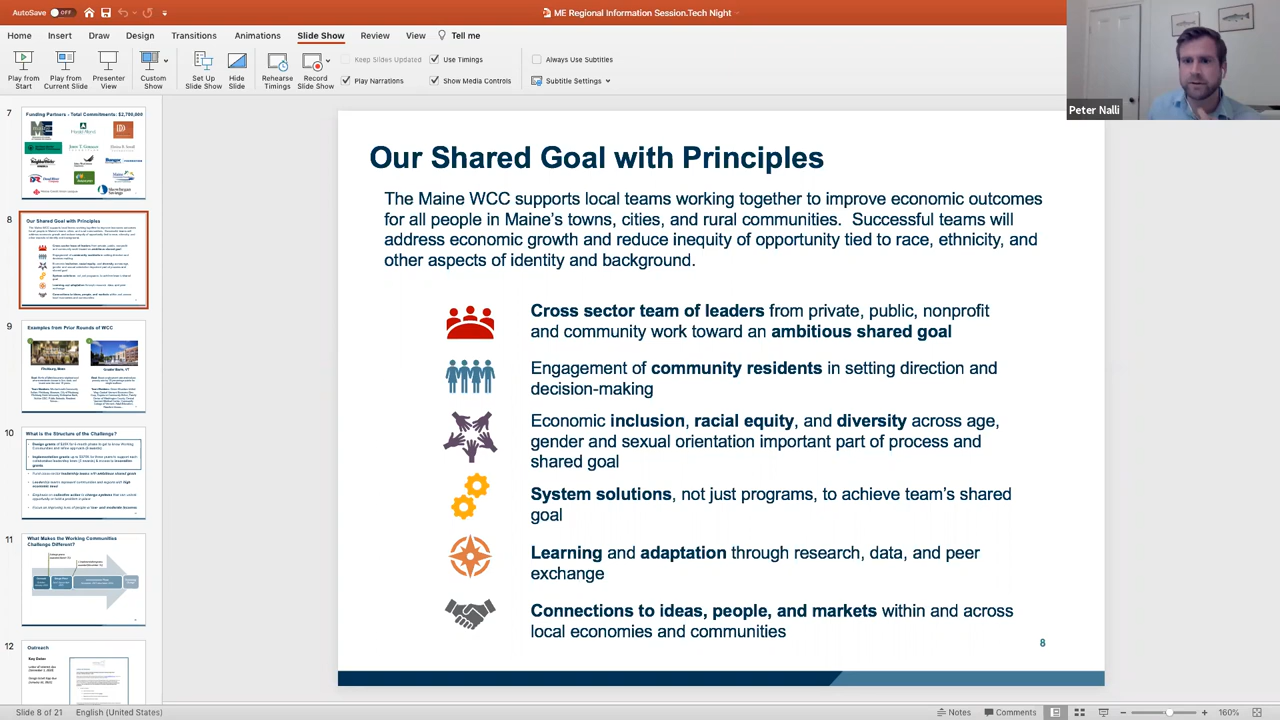 AutoSave OFF
ME Regional Information Session.Tech Night
Home Insert Draw Design Transitions Animations Slide Show Review View Tell me
Play from Start
Play from Current Slide
Presenter View
Custom Show
Set Up Slide Show
Hide Slide
Rehearse Timings
Record Slide Show
Keep Slides Updated
Play Narrations
Use Timings
Show Media Controls
Always Use Subtitles
Subtitle Settings
Peter Nalli
7
Funding Partners - Total Commitments: $2,700,000
8
Our Shared Goal with Principles
9
Examples from Prior Rounds of WCC
10
What is the Structure of the Challenge?
11
What Makes the Working Communities
Challenge Different?
12
Outreach
Key Dates
Our Shared Goal with Principles
The Maine WCC supports local teams working together to improve economic outcomes
for all people in Maine's towns, cities, and rural communities. Successful teams will
address economic growth and reduce inequity of opportunity tied to race, ethnicity, and
other aspects of identity and background.
Cross sector team of leaders from private, public, nonprofit
and community work toward an ambitious shared goal
Engagement of community residents in setting direction and
decision-making
Economic inclusion, racial equity, and diversity across age,
gender and sexual orientation important part of process and
shared goal
System solutions, not just programs, to achieve team's shared
goal
Learning and adaptation through research, data, and peer
exchange
Connections to ideas, people, and markets within and across
local economies and communities
8
Slide 8 of 21 English (United States) Notes Comments 160%